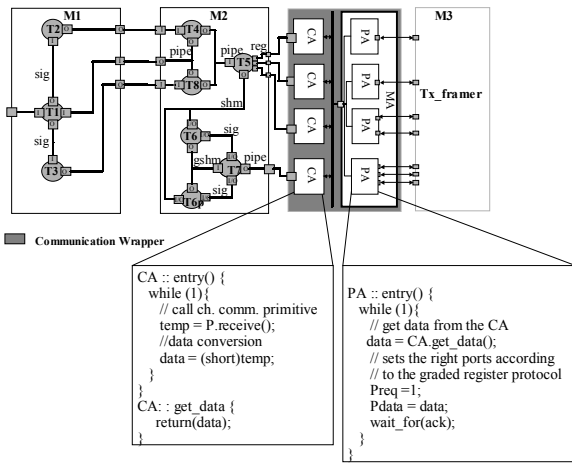 M1
M2
M3
T2
T1
T3
sig
sig
T4
T8
pipe
pipe
T5
reg
shm
T6
T7
T6p
sig
gshm
sig
pipe
CA
CA
CA
CA
PA
PA
PA
PA
MA
Tx_framer
Communication Wrapper
CA :: entry() {
while (1){
// call ch. comm. primitive
temp = P.receive();
//data conversion
data = (short)temp;
}
}
CA: : get_data {
return(data);
}
PA :: entry() {
while (1){
// get data from the CA
data = CA.get_data();
// sets the right ports according
// to the graded register protocol
Preq =1;
Pdata = data;
wait_for(ack);
}
}